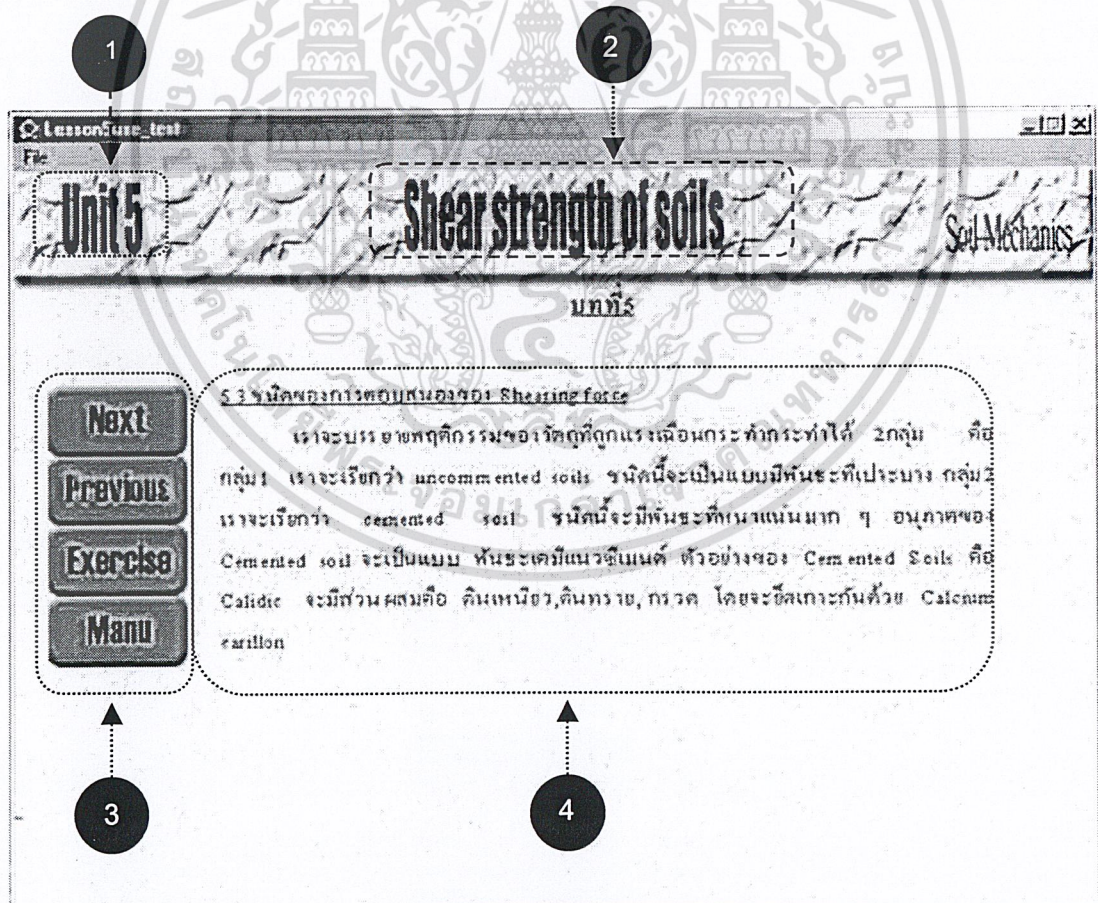 1
2
LessonSuse_test
File
Unit 5
Shear strength of soils
Soil Mechanics
บทที่5
Next
Previous
Exercise
Manu
5.3 ชนิดของการตอบสนองของ Shearing force
เราจะบรรยายพฤติกรรมของวัตถุที่ถูกแรงเฉือนกระทำกระทำได้ 2กลุ่ม คือ
กลุ่ม1 เราจะเรียกว่า uncommented soils ชนิดนี้จะเป็นแบบมีพันธะที่เปราะบาง กลุ่ม2
เราจะเรียกว่า cemented soil ชนิดนี้จะมีพันธะที่หนาแน่นมาก ๆ อนุภาคของ
Cemented soil จะเป็นแบบ พันธะเคมีแนวซีเมนต์ ตัวอย่างของ Cemented Soils คือ
Calidic จะมีส่วนผสมคือ ดินเหนียว,ดินทราย, กรวด โดยจะยึดเกาะกันด้วย Calcium
carillon
3
4